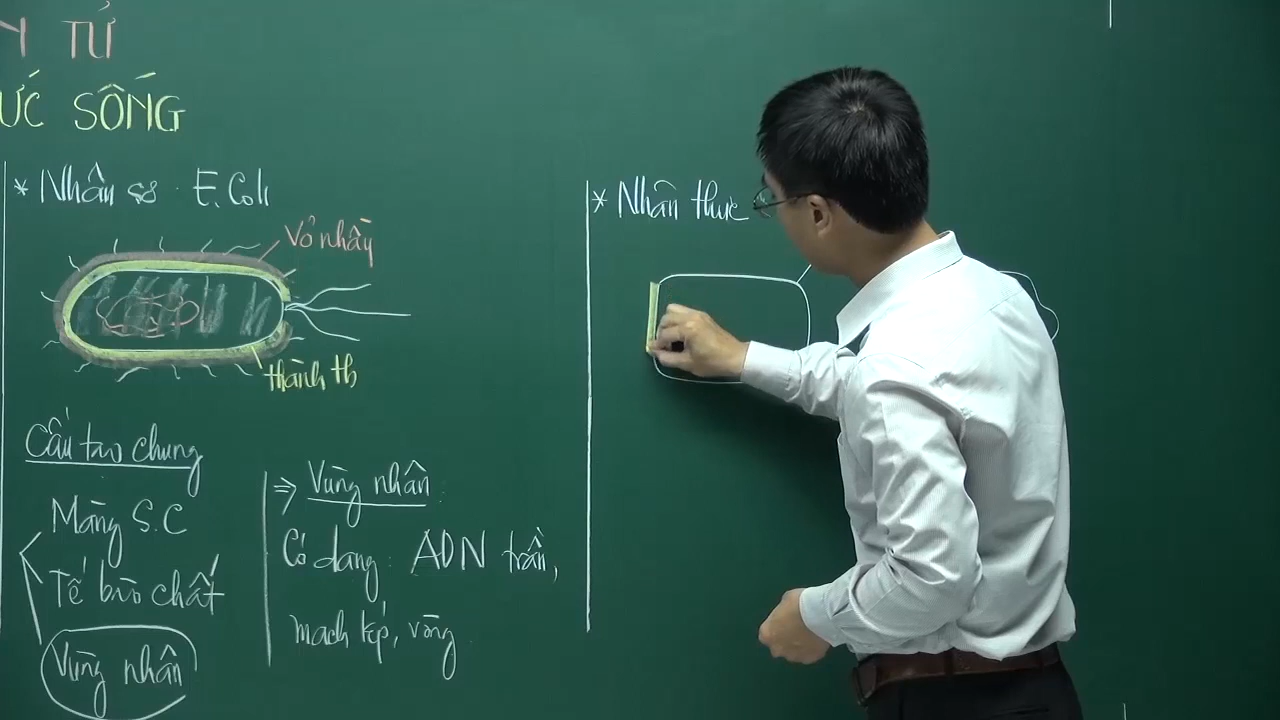 TỬ
ỨC SỐNG
* Nhân sơ . E.Coli
Vỏ nhầy
thành tb
Cấu tạo chung
Màng S.C
Tế bào chất
Vùng nhân
=> Vùng nhân :
Có dạng : ADN trần,
mạch kép, vòng
* Nhân thực